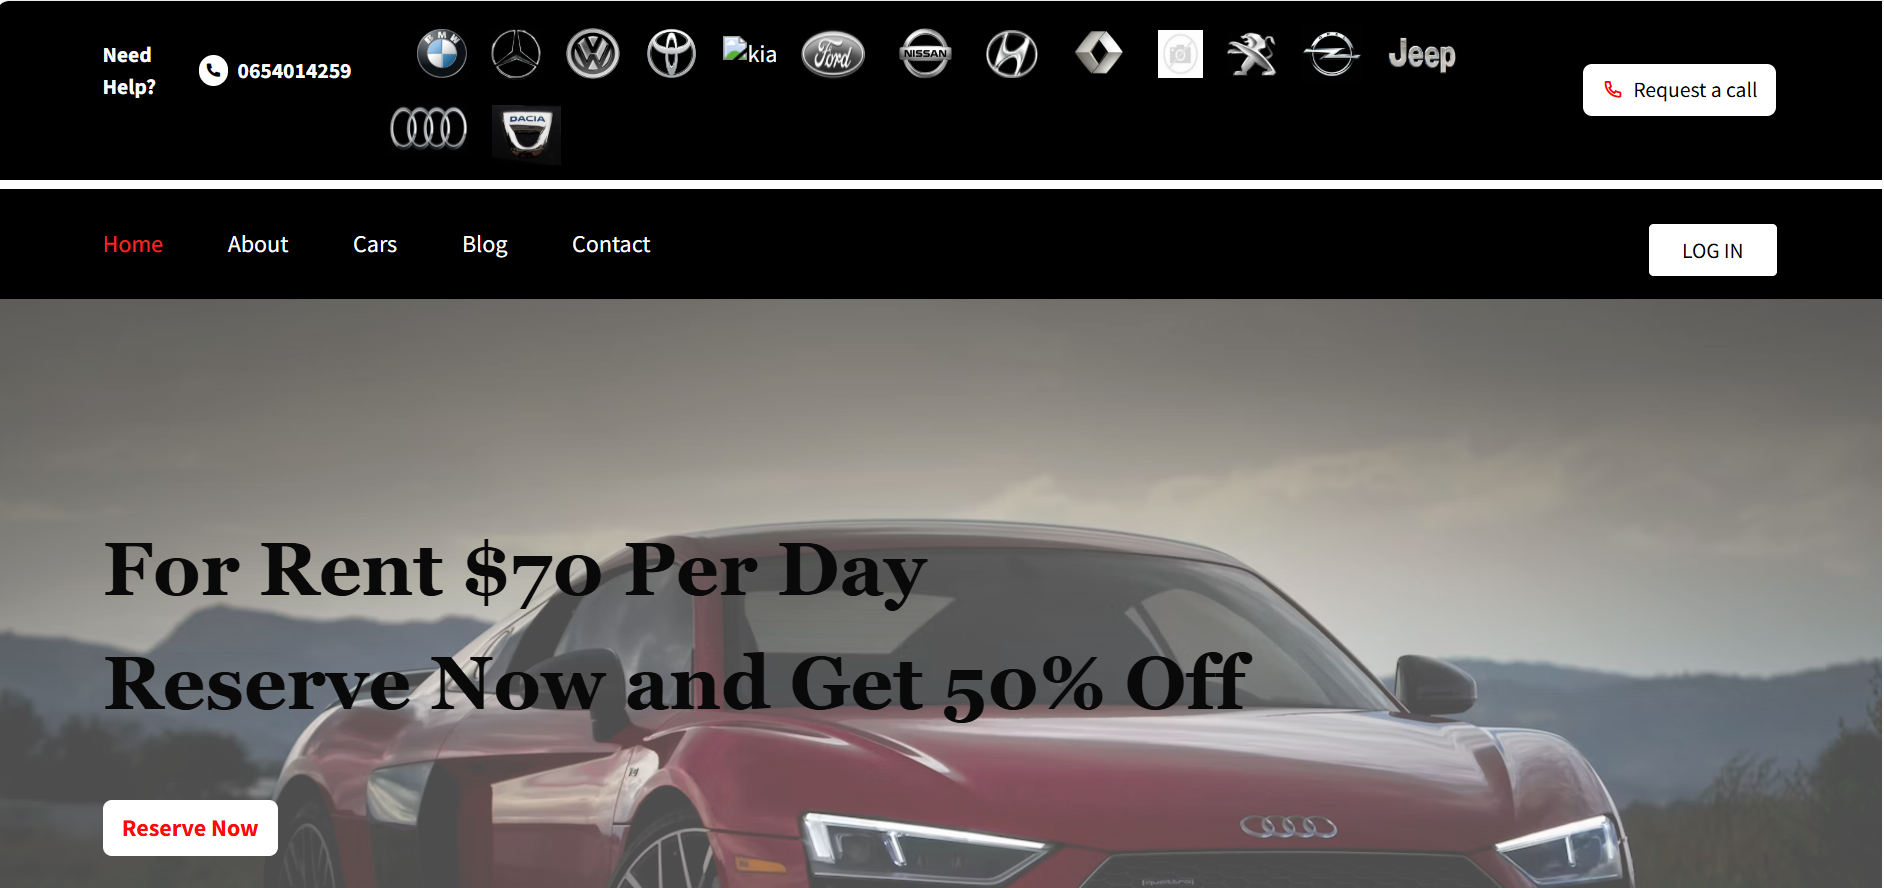 Need
Help?
0654014259
BMW
kia
Ford
NISSAN
Jeep
DACIA
Request a call
Home
About
Cars
Blog
Contact
LOG IN
For Rent $70 Per Day
Reserve Now and Get 50% Off
Reserve Now
quattro